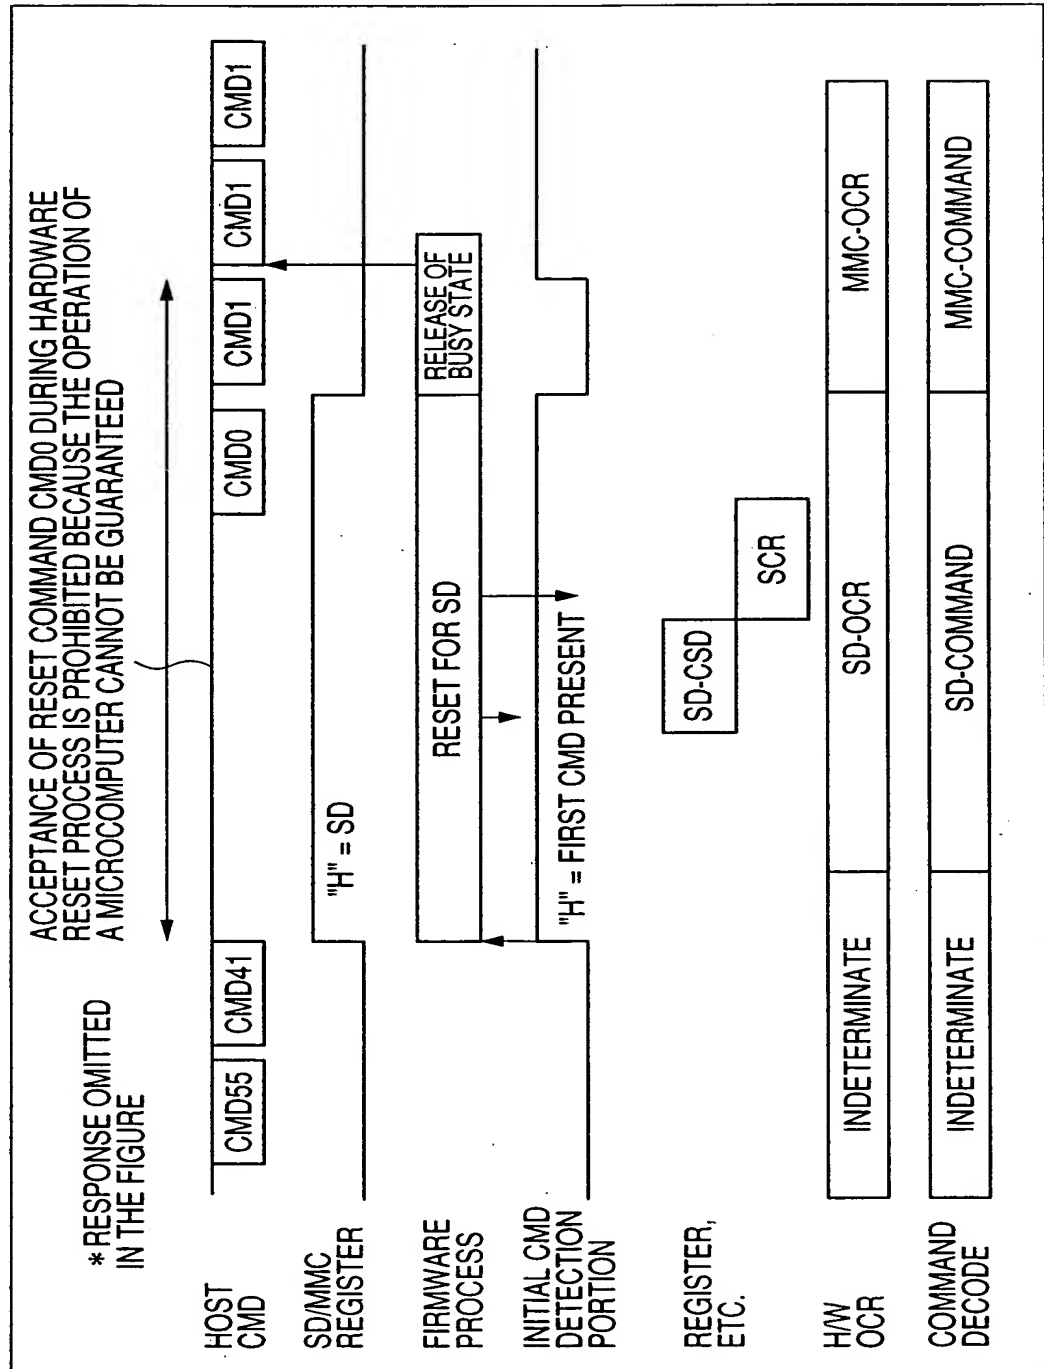 ACCEPTANCE OF RESET COMMAND CMD0 DURING HARDWARE
RESET PROCESS IS PROHIBITED BECAUSE THE OPERATION OF
A MICROCOMPUTER CANNOT BE GUARANTEED
*RESPONSE OMITTED
IN THE FIGURE
HOST
CMD
CMD55
CMD41
CMD0
CMD1
CMD1
CMD1
SD/MMC
REGISTER
"H" = SD
FIRMWARE
PROCESS
RESET FOR SD
RELEASE OF
BUSY STATE
INITIAL CMD
DETECTION
PORTION
"H" = FIRST CMD PRESENT
REGISTER,
ETC.
SD-CSD
SCR
H/W
OCR
INDETERMINATE
SD-OCR
MMC-OCR
COMMAND
DECODE
INDETERMINATE
SD-COMMAND
MMC-COMMAND